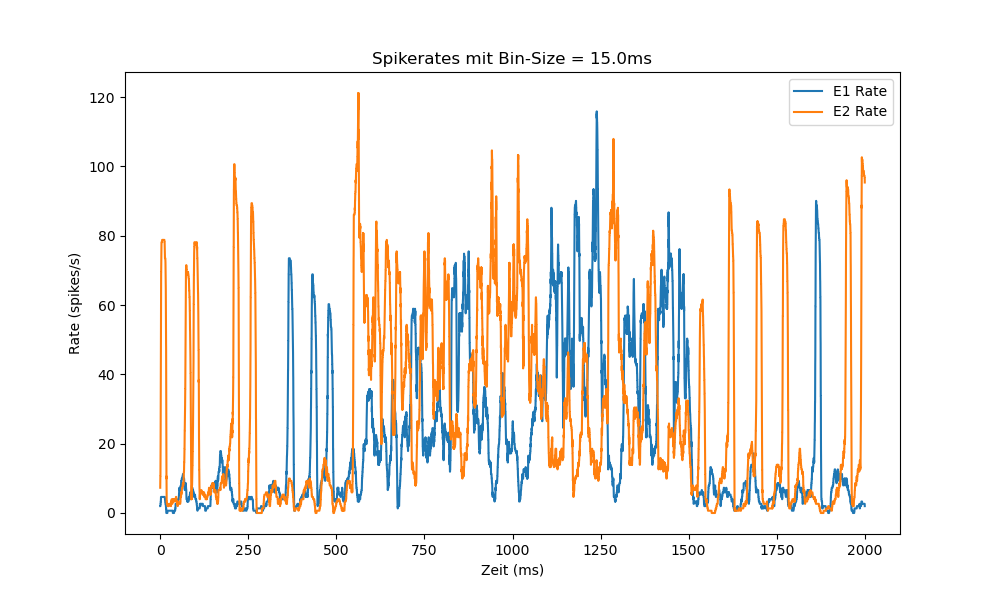 Spikerates mit Bin-Size = 15.0ms
E1 Rate
E2 Rate
Rate (spikes/s)
120
100
80
60
40
20
0
0 250 500 750 1000 1250 1500 1750 2000
Zeit (ms)